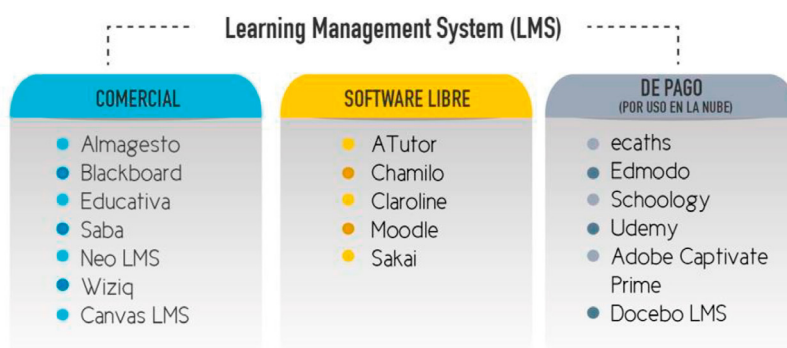 Learning Management System (LMS)
COMERCIAL
Almagesto
Blackboard
Educativa
Saba
Neo LMS
Wiziq
Canvas LMS
SOFTWARE LIBRE
ATutor
Chamilo
Claroline
Moodle
Sakai
DE PAGO
(POR USO EN LA NUBE)
ecaths
Edmodo
Schoology
Udemy
Adobe Captivate
Prime
Docebo LMS